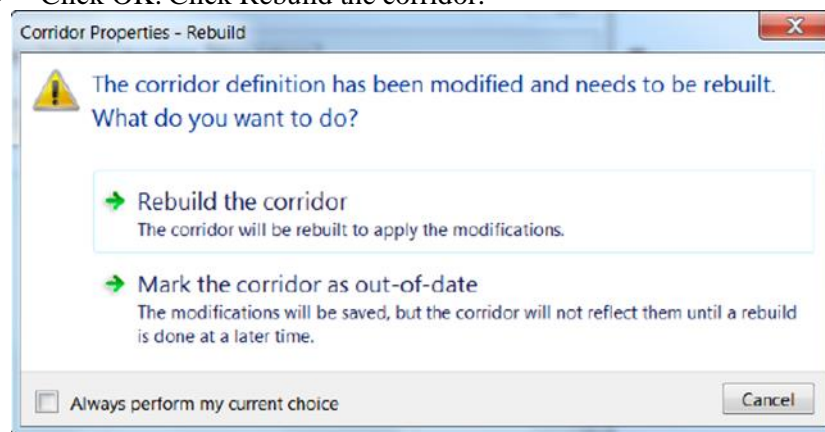 Click OK. Click Rebuild the corridor.
Corridor Properties - Rebuild
The corridor definition has been modified and needs to be rebuilt.
What do you want to do?
Rebuild the corridor
The corridor will be rebuilt to apply the modifications.
Mark the corridor as out-of-date
The modifications will be saved, but the corridor will not reflect them until a rebuild
is done at a later time.
Always perform my current choice
Cancel